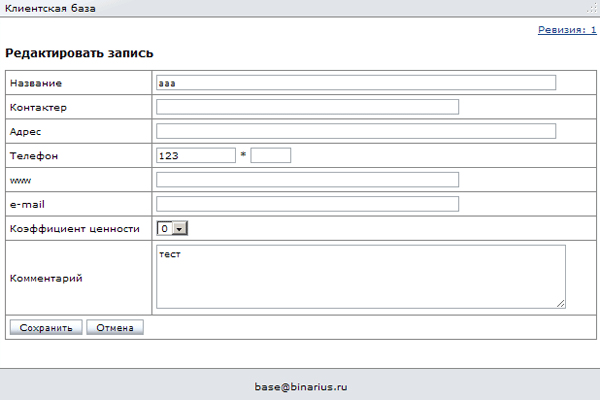 Клиентская база
Ревизия: 1
Редактировать запись
Название aaa
Контактер
Адрес
Телефон 123 *
www
e-mail
Коэффициент ценности 0
Комментарий тест
Сохранить Отмена
base@binarius.ru